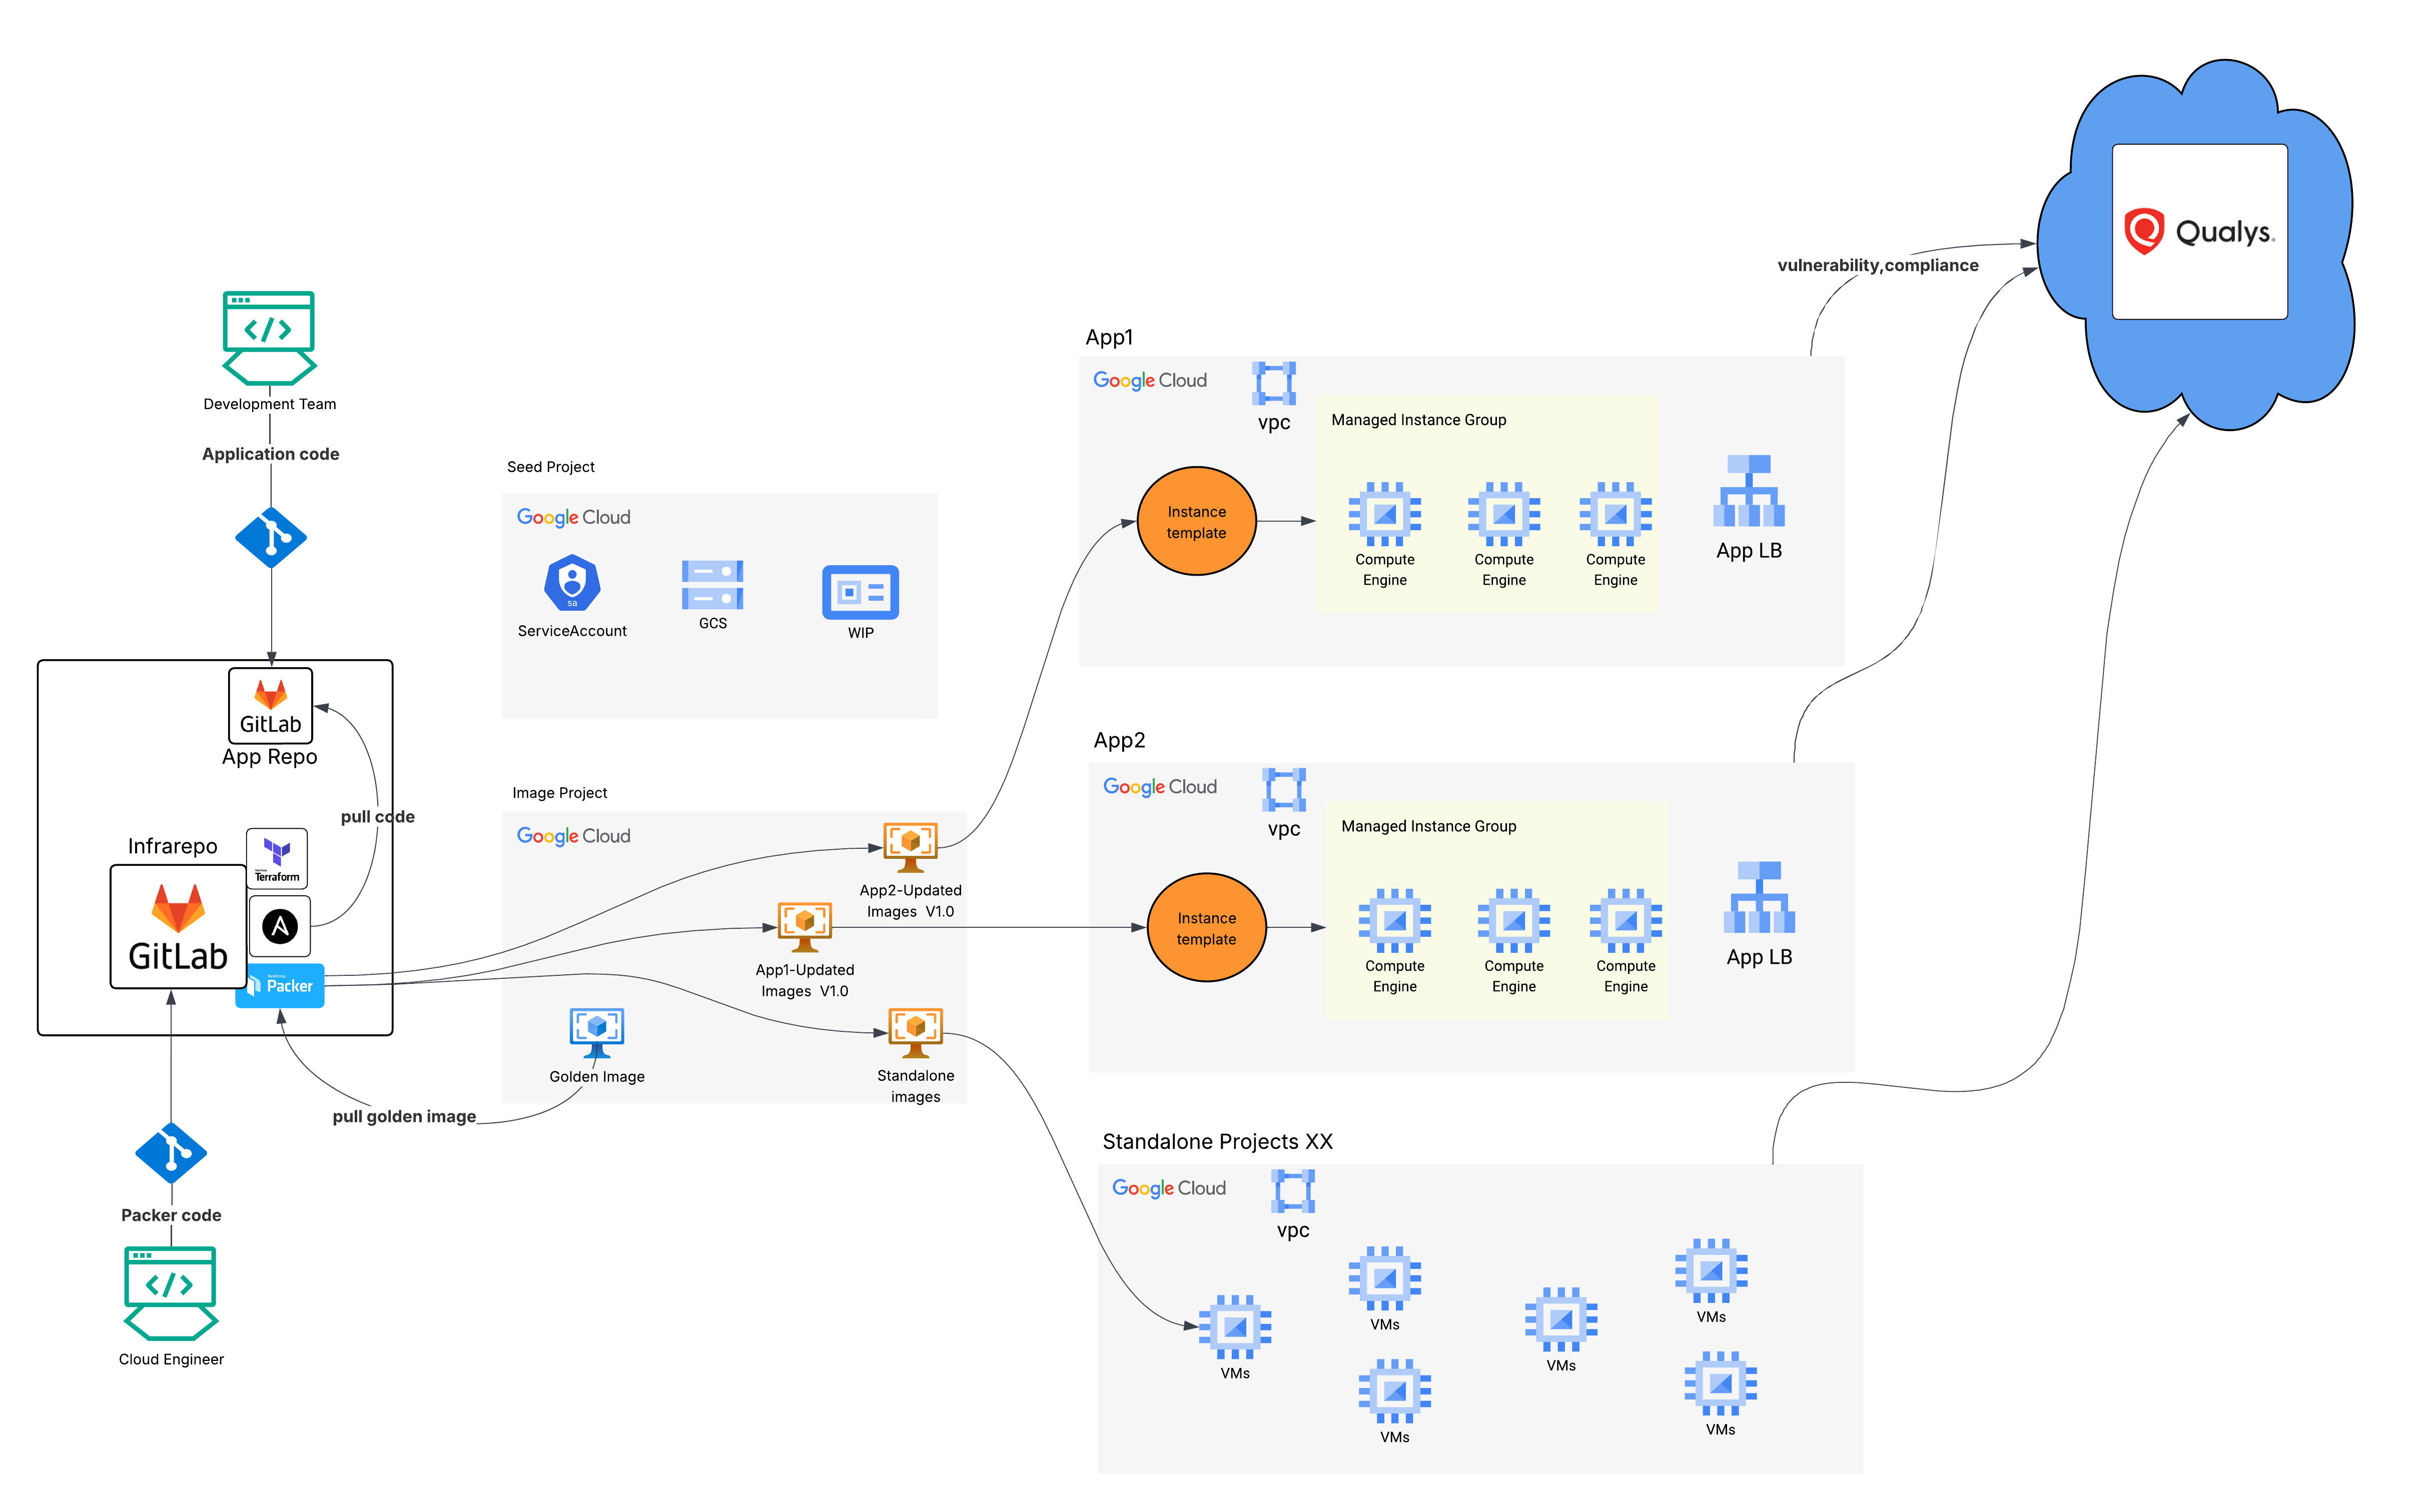 Qualys.
vulnerability,compliance
Development Team
Application code
GitLab
App Repo
pull code
Infrarepo
HashiCorp
Terraform
GitLab
HashiCorp
Packer
pull golden image
Packer code
Cloud Engineer
Seed Project
Google Cloud
sa
ServiceAccount
GCS
WIP
Image Project
Google Cloud
App2-Updated
Images V1.0
App1-Updated
Images V1.0
Golden Image
Standalone
images
App1
Google Cloud
vpc
Managed Instance Group
Instance
template
Compute
Engine
Compute
Engine
Compute
Engine
App LB
App2
Google Cloud
vpc
Managed Instance Group
Instance
template
Compute
Engine
Compute
Engine
Compute
Engine
App LB
Standalone Projects XX
Google Cloud
vpc
VMs
VMs
VMs
VMs
VMs
VMs